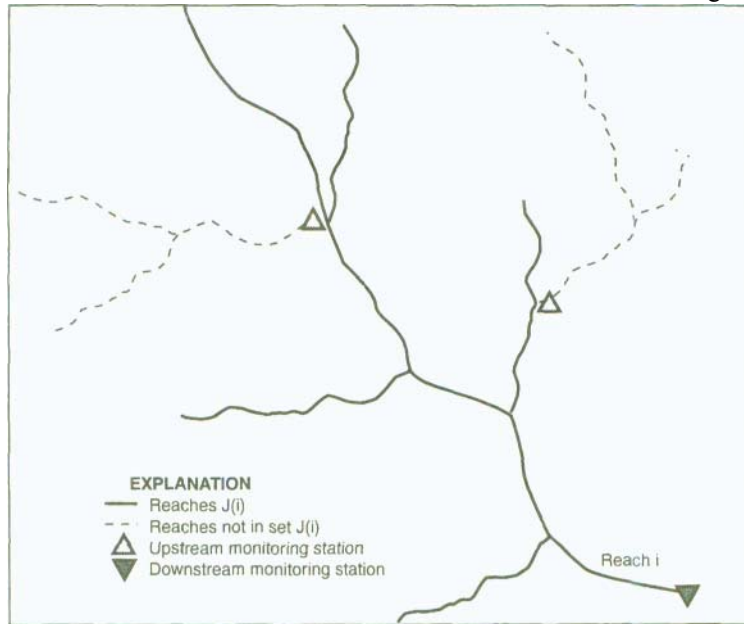 Reach i
EXPLANATION
Reaches J(i)
Reaches not in set J(i)
Upstream monitoring station
Downstream monitoring station